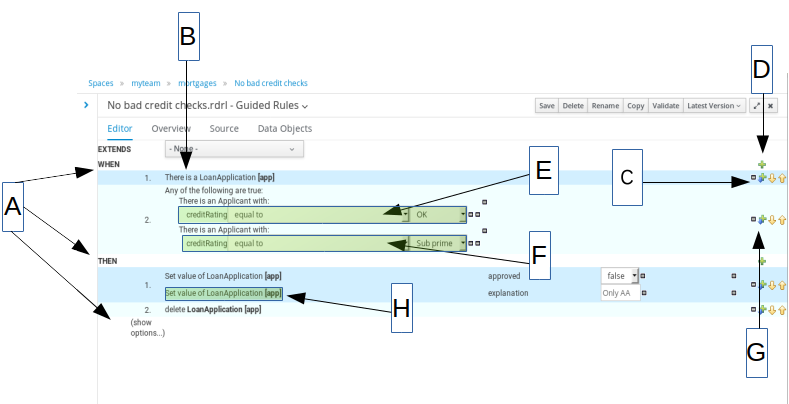 B
D
Spaces » myteam » mortgages » No bad credit checks
No bad credit checks.rdrl - Guided Rules
Save Delete Rename Copy Validate Latest Version
Editor Overview Source Data Objects
EXTENDS - None -
WHEN
E
C
A
1. There is a LoanApplication [app]
Any of the following are true:
There is an Applicant with:
2.
creditRating equal to OK
There is an Applicant with:
creditRating equal to Sub prime
F
THEN
1.
Set value of LoanApplication [app] approved false
Set value of LoanApplication [app] explanation Only AA
H
2. delete LoanApplication [app]
(show
options...)
G